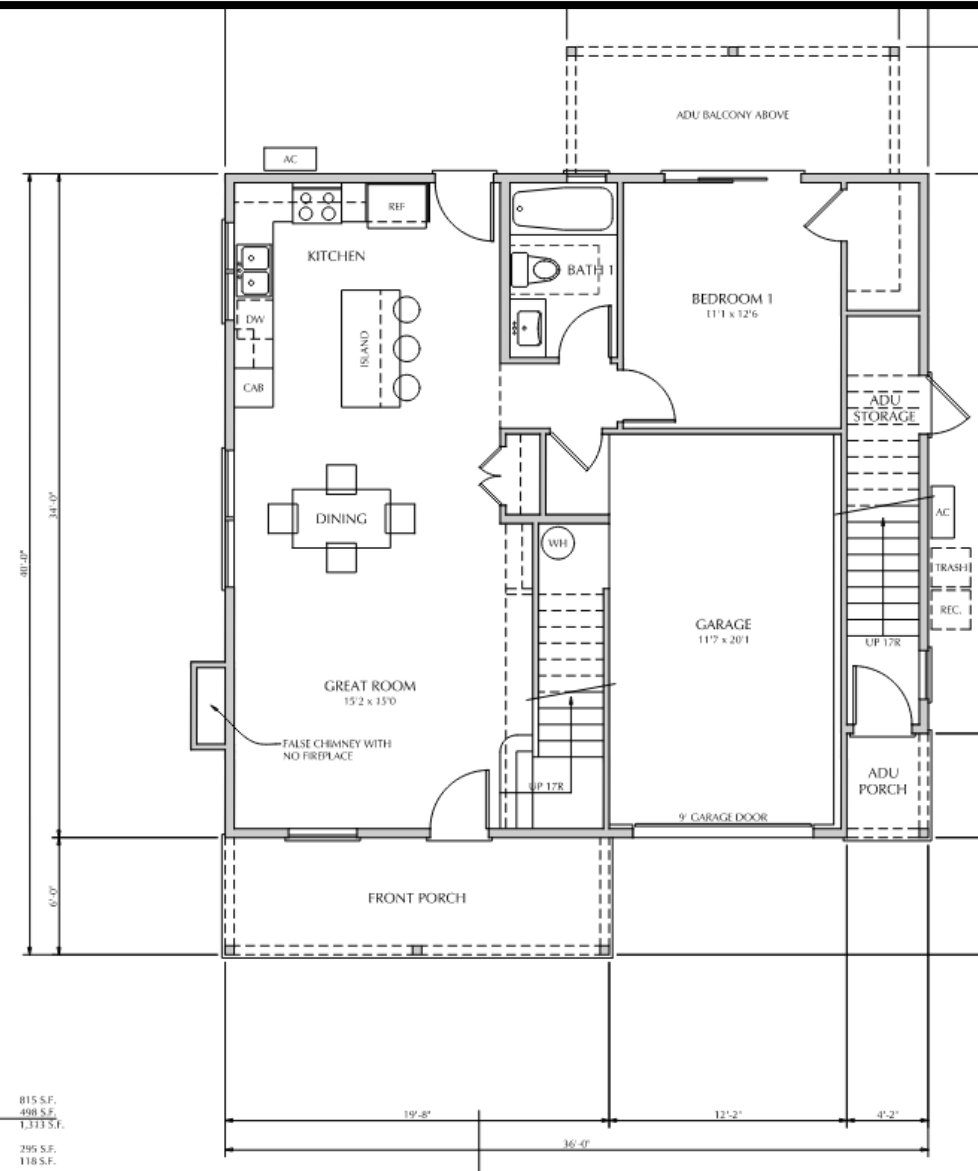 ADU BALCONY ABOVE
AC
REF
KITCHEN
BATH 1
BEDROOM 1
11'1 x 12'6
DW
ISLAND
CAB
ADU
STORAGE
34'-0"
DINING
AC
WH
40'-0"
TRASH
REC.
GARAGE
11'7 x 20'1
UP 17R
GREAT ROOM
15'2 x 15'0
FALSE CHIMNEY WITH
NO FIREPLACE
ADU
PORCH
UP 17R
9' GARAGE DOOR
6'-0"
FRONT PORCH
815 S.F.
498 S.F.
1,313 S.F.
19'-8"
12'-2"
4'-2"
36'-0"
295 S.F.
118 S.F.